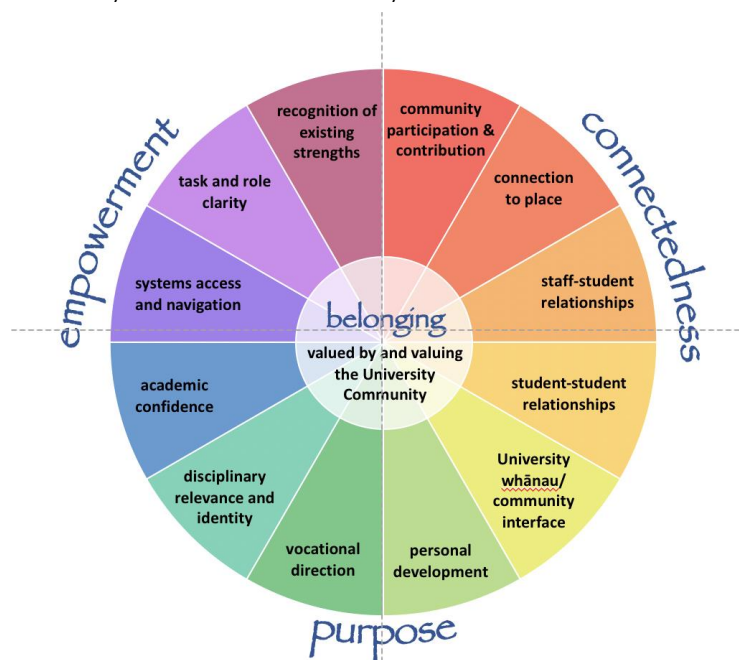 recognition of
existing
strengths
community
participation &
contribution
connection
to place
staff-student
relationships
student-student
relationships
University
whānau/
community
interface
personal
development
vocational
direction
disciplinary
relevance and
identity
academic
confidence
systems access
and navigation
task and role
clarity
empowerment
connectedness
purpose
belonging
valued by and valuing
the University
Community